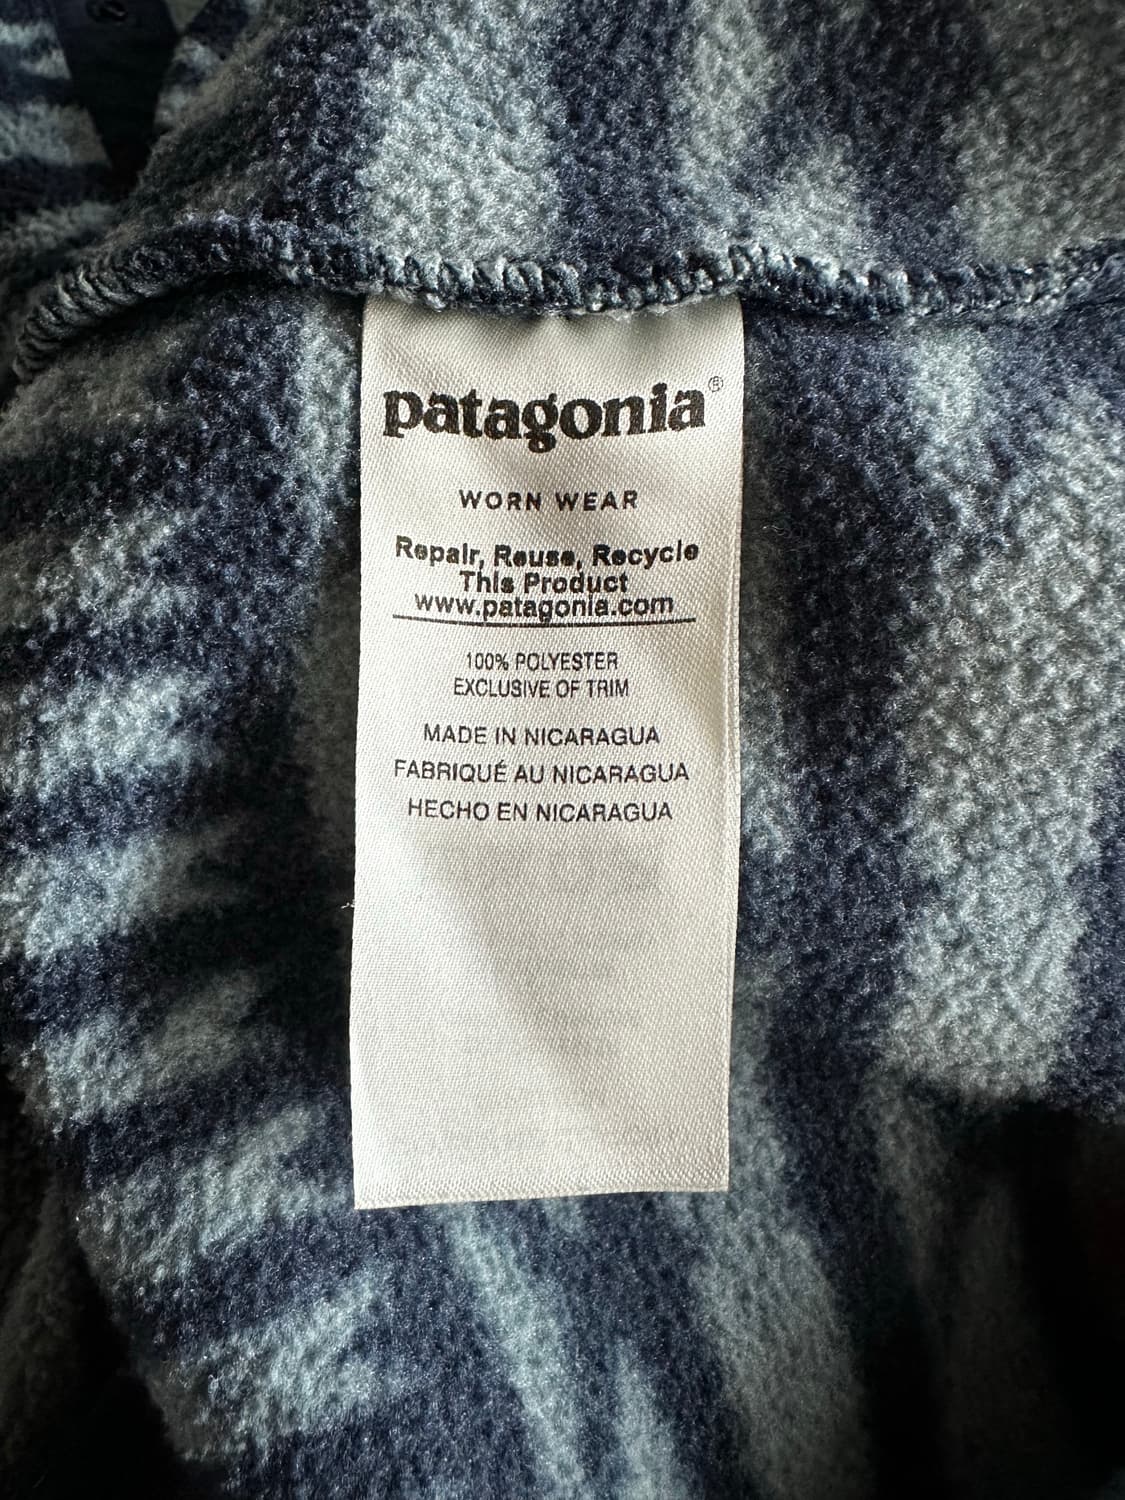 patagonia®
WORN WEAR
Repair, Reuse, Recycle
This Product
www.patagonia.com
100% POLYESTER
EXCLUSIVE OF TRIM
MADE IN NICARAGUA
FABRIQUÉ AU NICARAGUA
HECHO EN NICARAGUA